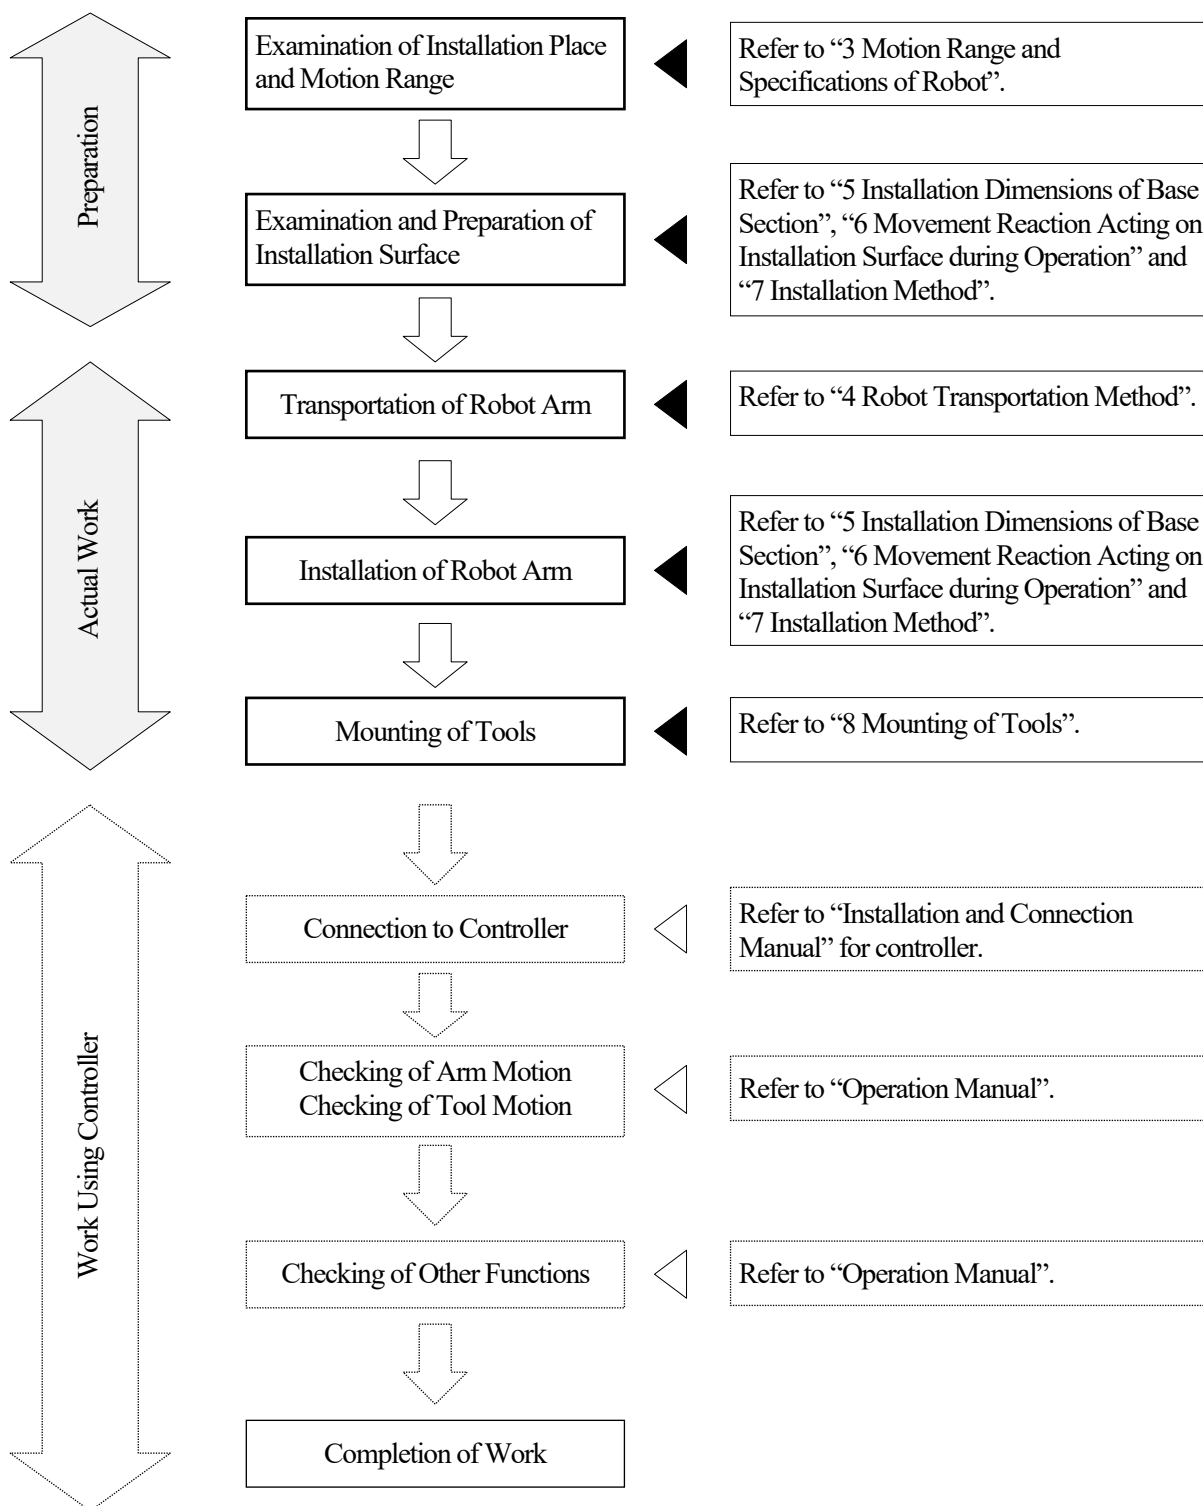 Preparation
Examination of Installation Place
and Motion Range
Refer to “3 Motion Range and
Specifications of Robot”.
Examination and Preparation of
Installation Surface
Refer to “5 Installation Dimensions of Base
Section”, “6 Movement Reaction Acting on
Installation Surface during Operation” and
“7 Installation Method”.
Actual Work
Transportation of Robot Arm
Refer to “4 Robot Transportation Method”.
Installation of Robot Arm
Refer to “5 Installation Dimensions of Base
Section”, “6 Movement Reaction Acting on
Installation Surface during Operation” and
“7 Installation Method”.
Mounting of Tools
Refer to “8 Mounting of Tools”.
Work Using Controller
Connection to Controller
Refer to “Installation and Connection
Manual” for controller.
Checking of Arm Motion
Checking of Tool Motion
Refer to “Operation Manual”.
Checking of Other Functions
Refer to “Operation Manual”.
Completion of Work